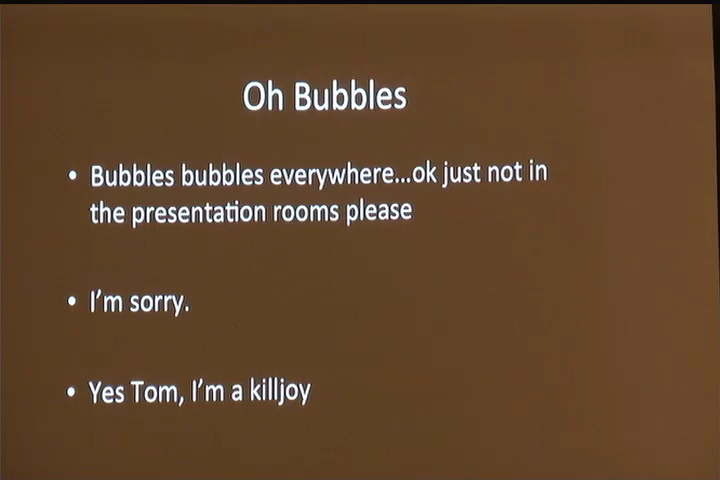 Oh Bubbles
• Bubbles bubbles everywhere...ok just not in
the presentation rooms please
• I'm sorry.
• Yes Tom, I'm a killjoy